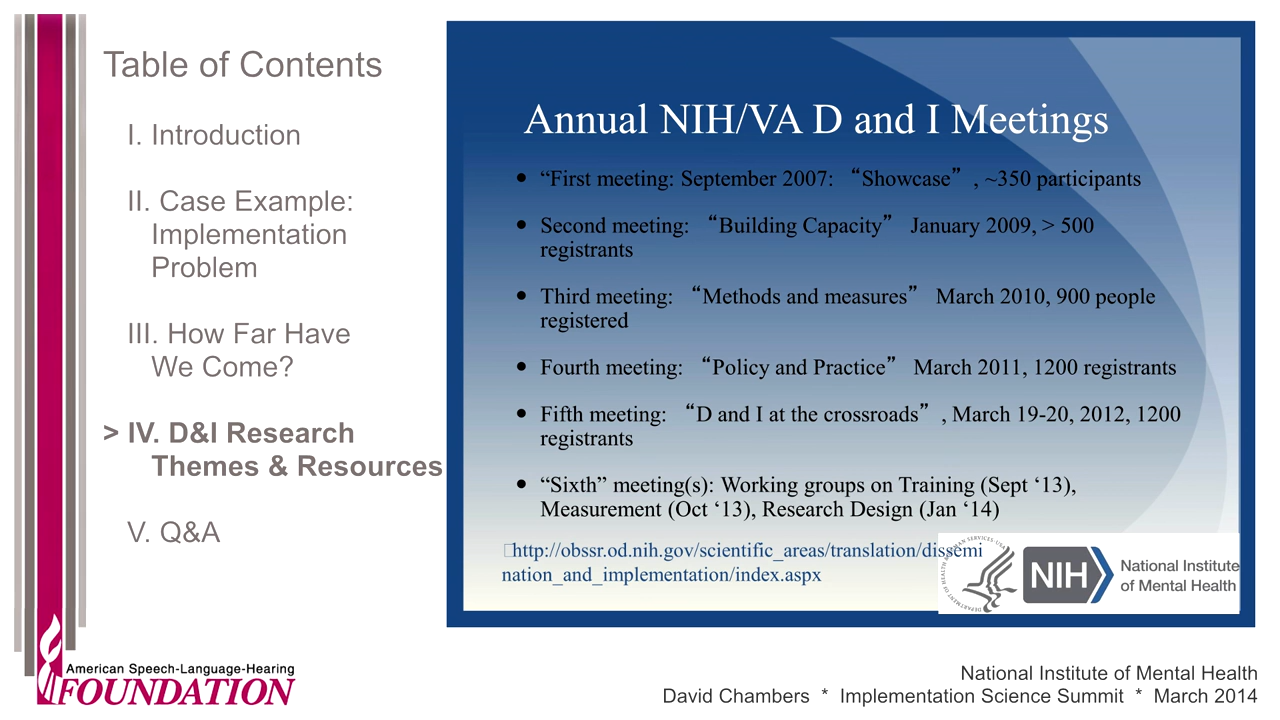 Table of Contents
I. Introduction
II. Case Example:
Implementation
Problem
III. How Far Have
We Come?
> IV. D&I Research
Themes & Resources
V. Q&A
American Speech-Language-Hearing
FOUNDATION
Annual NIH/VA D and I Meetings
• “First meeting: September 2007: “Showcase”, ~350 participants
• Second meeting: “Building Capacity” January 2009, > 500
registrants
• Third meeting: “Methods and measures” March 2010, 900 people
registered
• Fourth meeting: “Policy and Practice” March 2011, 1200 registrants
• Fifth meeting: “D and I at the crossroads”, March 19-20, 2012, 1200
registrants
• “Sixth” meeting(s): Working groups on Training (Sept ‘13),
Measurement (Oct ‘13), Research Design (Jan ‘14)
http://obssr.od.nih.gov/scientific_areas/translation/dissemi
nation_and_implementation/index.aspx
NIH
National Institute
of Mental Health
National Institute of Mental Health
David Chambers * Implementation Science Summit * March 2014